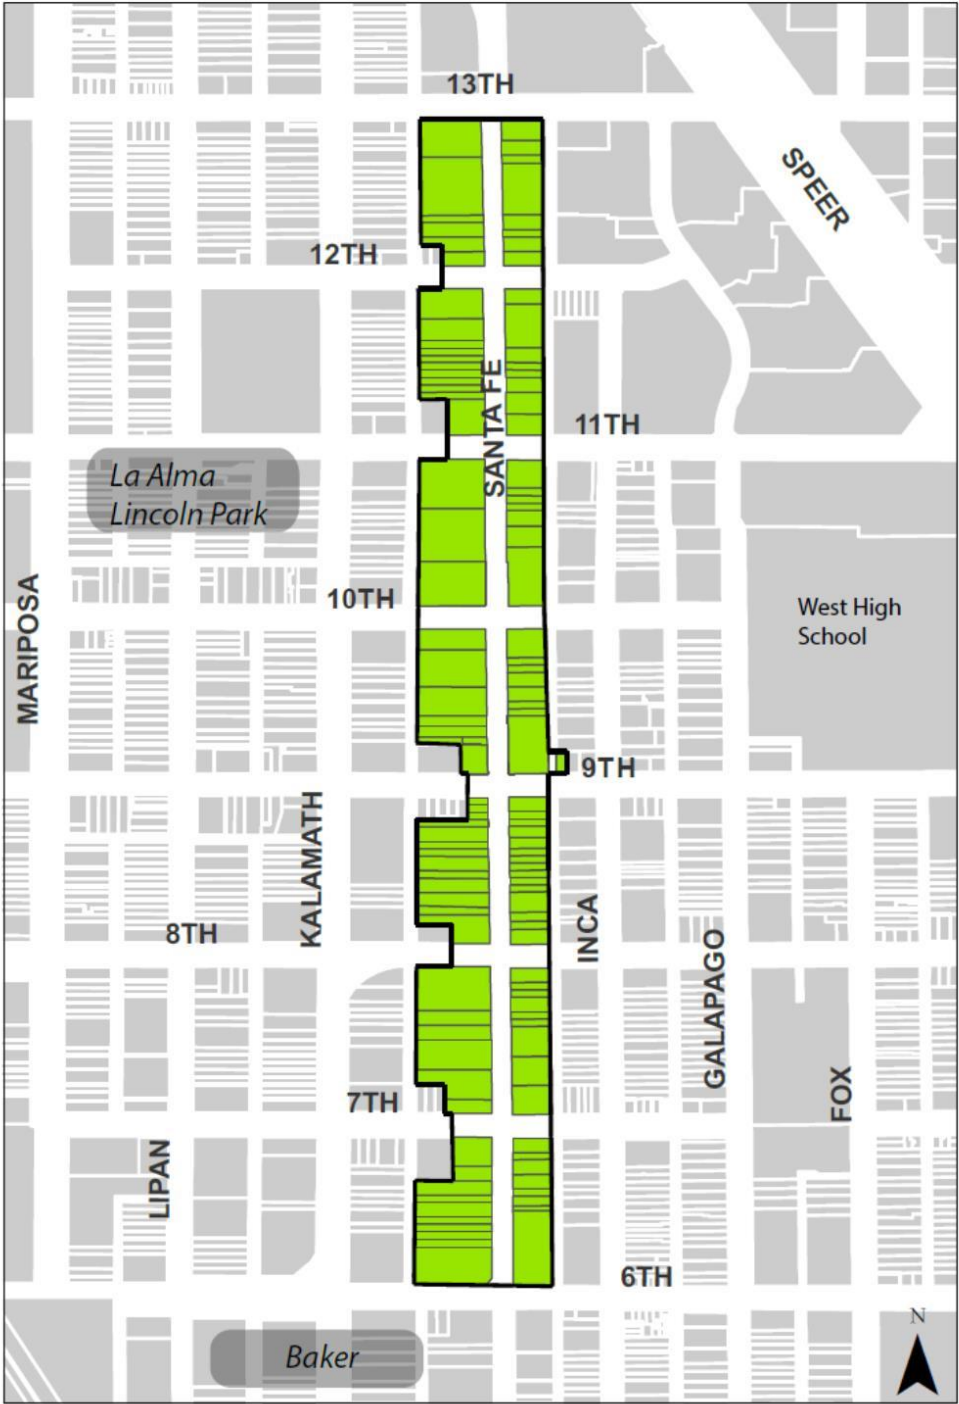 13TH
SPEER
12TH
SANTA FE
11TH
La Alma
Lincoln Park
10TH
West High
School
MARIPOSA
9TH
KALAMATH
8TH
INCA
GALAPAGO
7TH
FOX
LIPAN
6TH
N
Baker